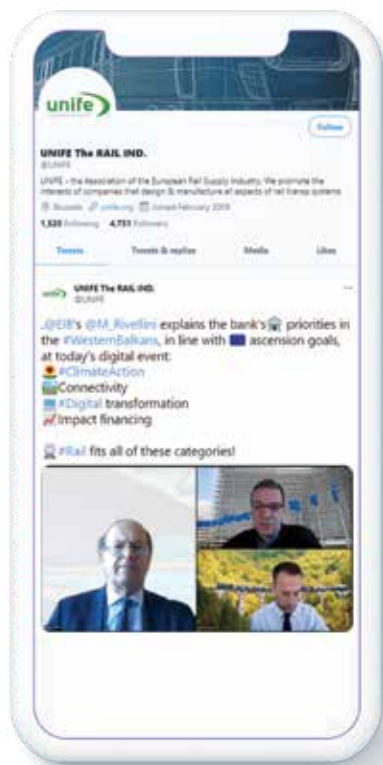 unife
Follow
UNIFE The RAIL IND.
@UNIFE
UNIFE - the Association of the European Rail Supply Industry. We promote the
interests of companies that design & manufacture all aspects of rail transp systems
Brussels unife.org Joined February 2009
1,520 Following 4,751 Followers
Tweets Tweets & replies Media Likes
UNIFE The RAIL IND.
@UNIFE
.@EIB's @M_Rivellini explains the bank's priorities in
the #WesternBalkans, in line with ascension goals,
at today's digital event:
#ClimateAction
Connectivity
#Digital transformation
Impact financing
#Rail fits all of these categories!